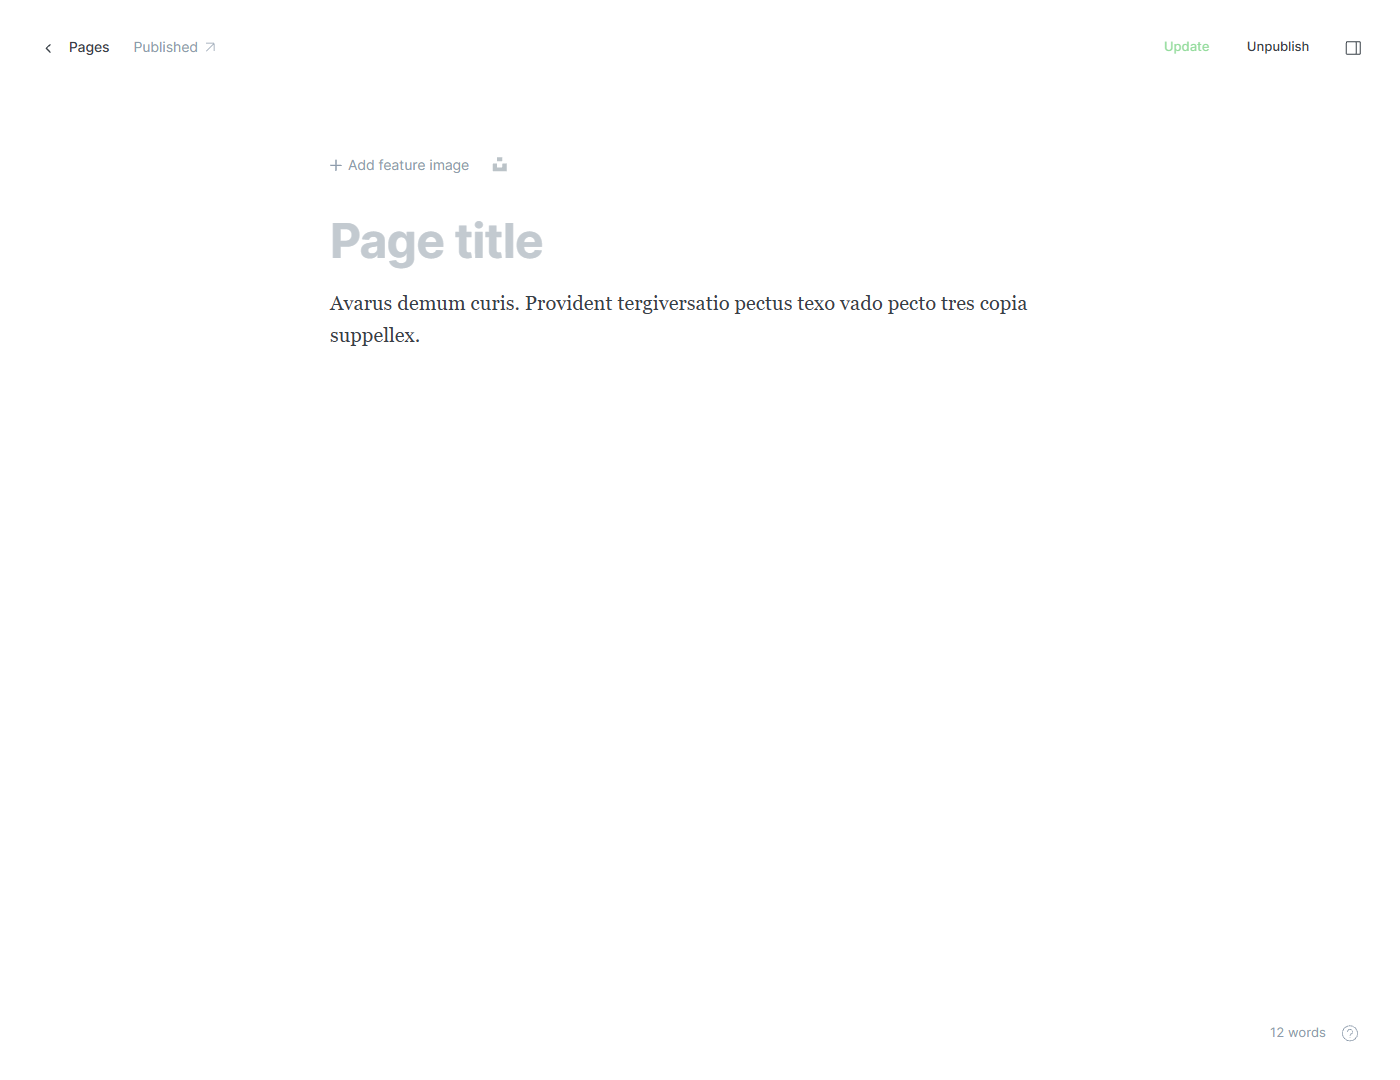 Pages Published
Update Unpublish
Add feature image
Page title
Avarus demum curis. Provident tergiversatio pectus texo vado pecto tres copia
suppellex.
12 words